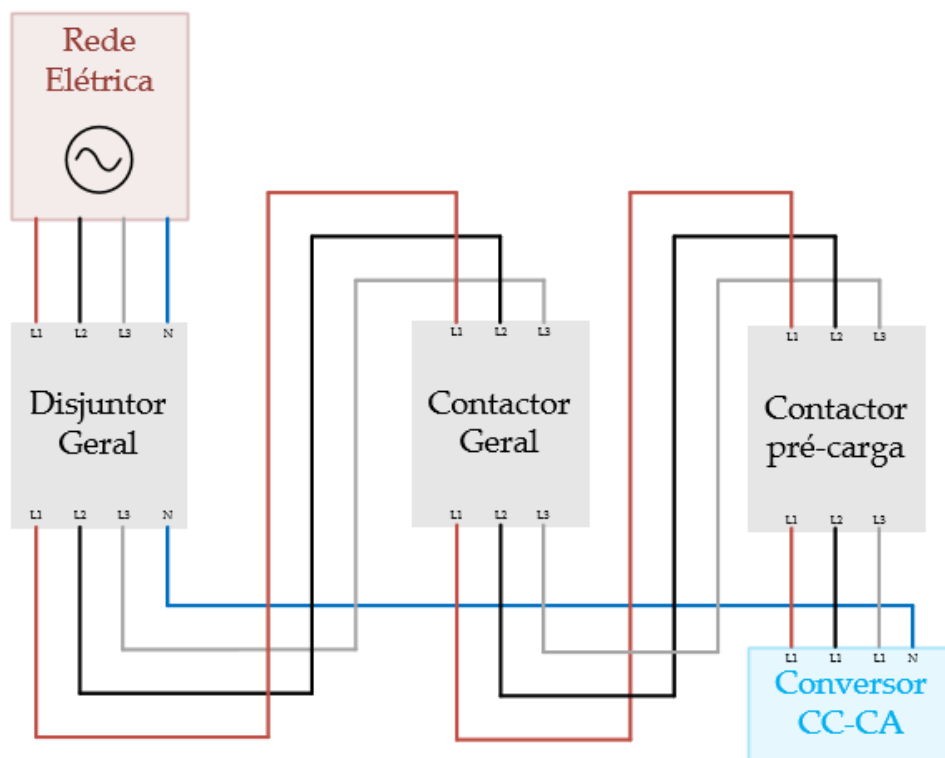 Rede
Elétrica
L1 L2 L3 N
Disjuntor
Geral
L1 L2 L3 N
L1 L2 L3
Contactor
Geral
L1 L2 L3
L1 L2 L3
Contactor
pré-carga
L1 L2 L3
L1 L1 L1 N
Conversor
CC-CA